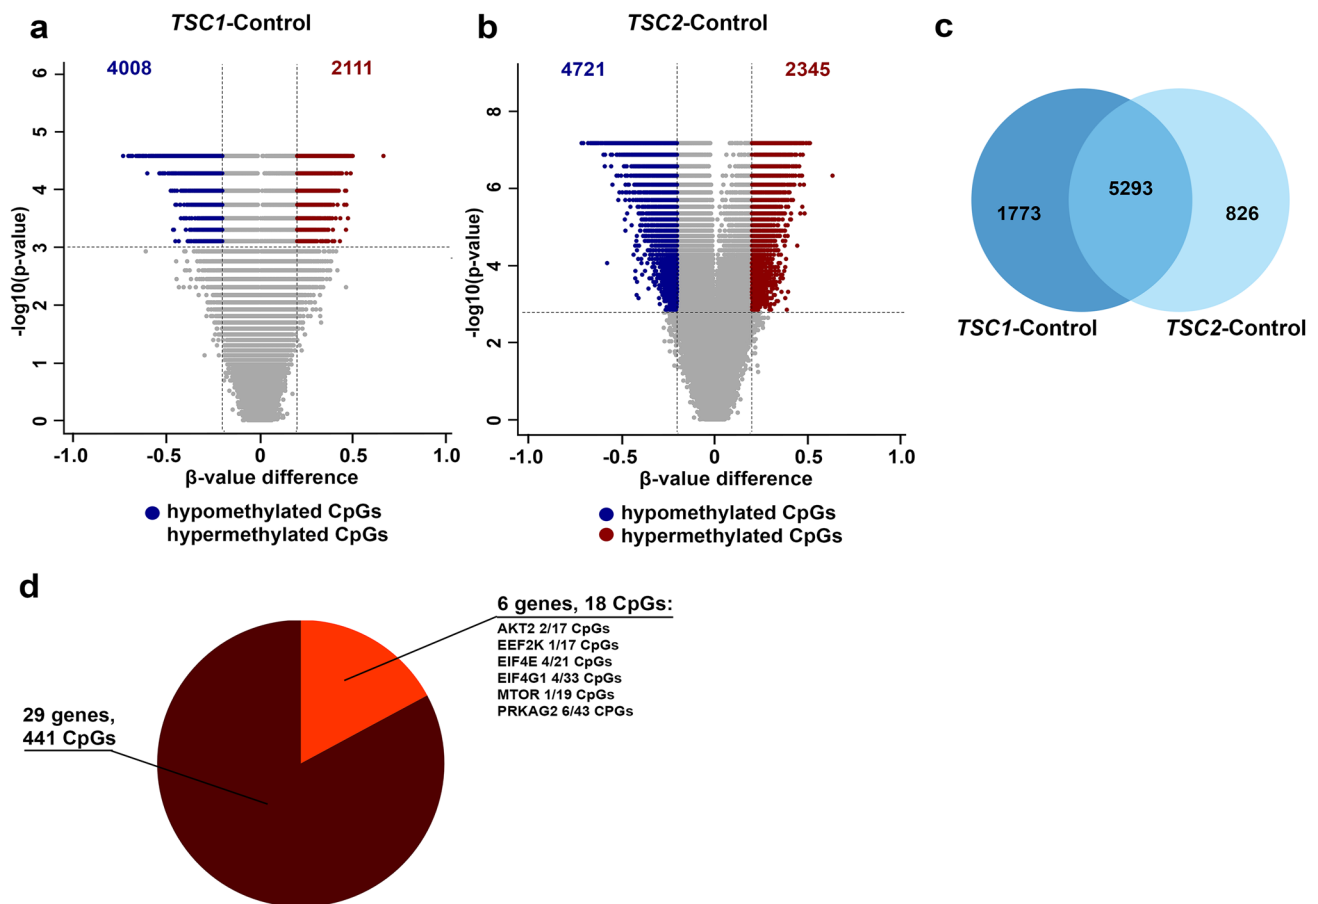 a
TSC1-Control
4008
2111
6
5
4
3
2
1
0
-log10(p-value)
-1.0
-0.5
0
0.5
1.0
β-value difference
hypomethylated CpGs
hypermethylated CpGs
b
TSC2-Control
4721
2345
8
6
4
2
0
-log10(p-value)
-1.0
-0.5
0
0.5
1.0
β-value difference
hypomethylated CpGs
hypermethylated CpGs
c
1773
5293
826
TSC1-Control
TSC2-Control
d
29 genes,
441 CpGs
6 genes, 18 CpGs:
AKT2 2/17 CpGs
EEF2K 1/17 CpGs
EIF4E 4/21 CpGs
EIF4G1 4/33 CpGs
MTOR 1/19 CpGs
PRKAG2 6/43 CPGs